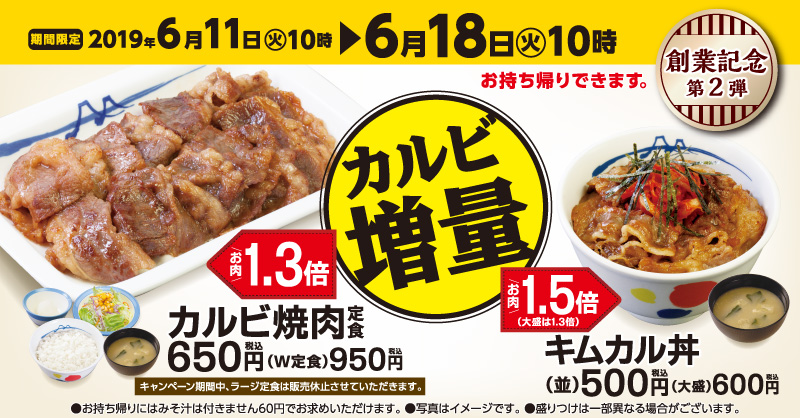 期間限定 2019年6月11日㊋10時▶6月18日㊋10時
創業記念
第2弾
お持ち帰りできます。
カルビ
増量
お肉1.3倍
カルビ焼肉定食
650円税込(W定食)950円税込
キャンペーン期間中、ラージ定食は販売休止させていただきます。
お肉1.5倍
(大盛は1.3倍)
キムカル丼
(並)500円税込(大盛)600円税込
●お持ち帰りにはみそ汁は付きません60円でお求めいただけます。●写真はイメージです。●盛りつけは一部異なる場合がございます。